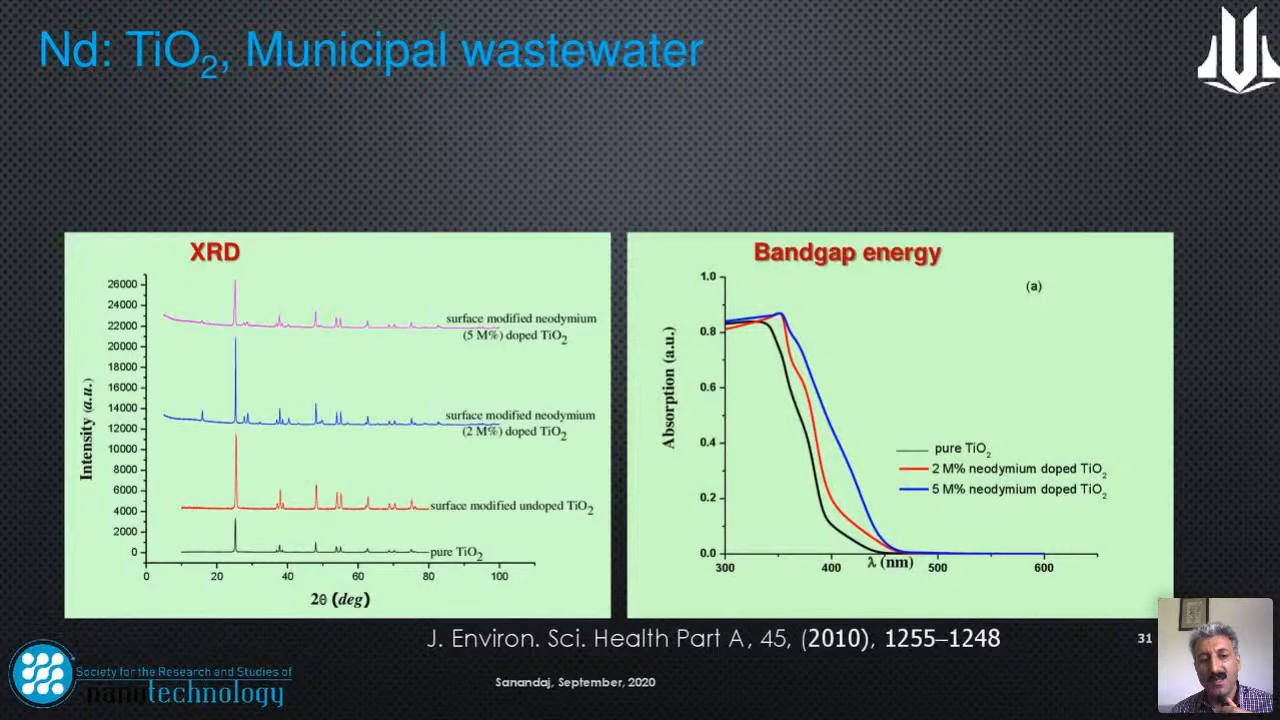 Nd: TiO2, Municipal wastewater
XRD
26000
24000
22000
20000
18000
16000
14000
12000
10000
8000
6000
4000
2000
0
Intensity (a.u.)
surface modified neodymium
(5 M%) doped TiO2
surface modified neodymium
(2 M%) doped TiO2
surface modified undoped TiO2
pure TiO2
0 20 40 60 80 100
2θ (deg)
Bandgap energy
(a)
1.0
0.8
0.6
0.4
0.2
0.0
Absorption (a.u.)
pure TiO2
2 M% neodymium doped TiO2
5 M% neodymium doped TiO2
300 400 500 600
λ (nm)
J. Environ. Sci. Health Part A, 45, (2010), 1255–1248
31
Society for the Research and Studies of
nanotechnology
Sanandaj, September, 2020